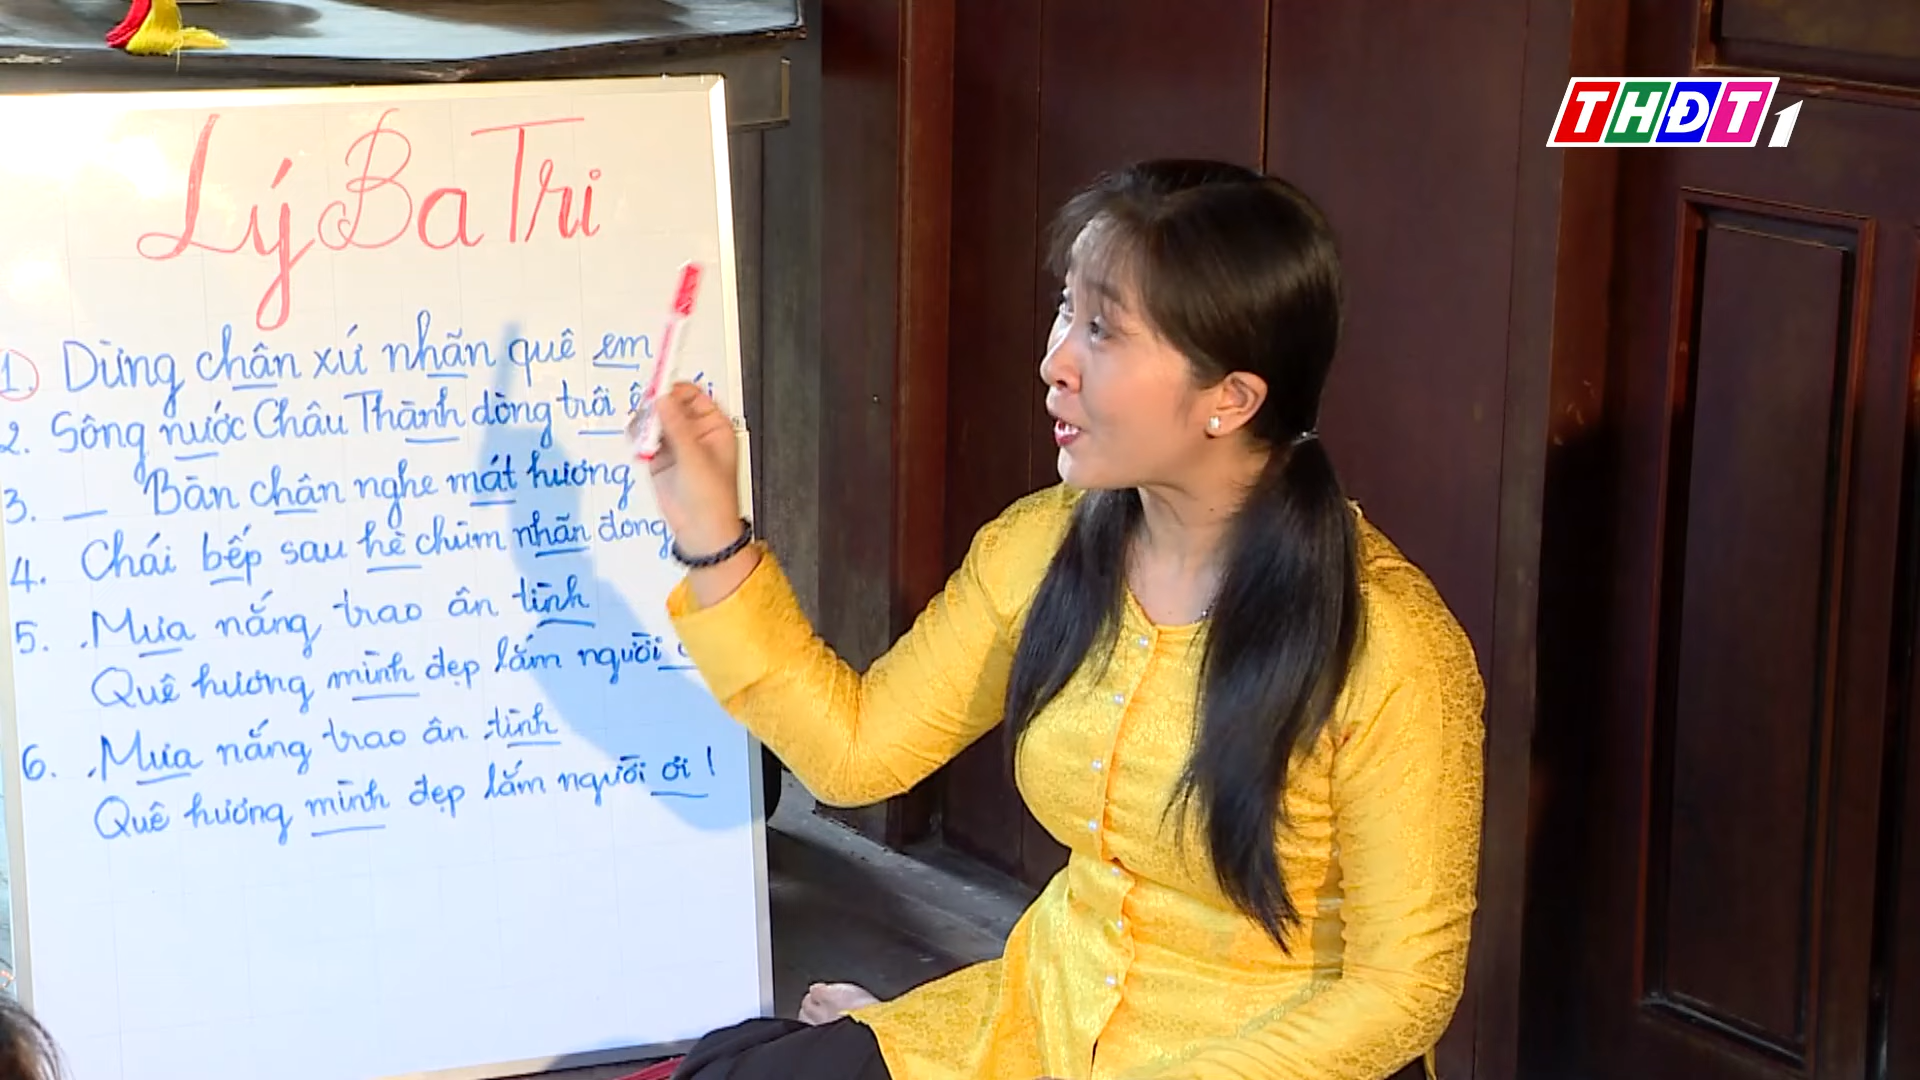 THĐT1
Lý Ba Tri
1. Dừng chân xứ nhãn quê em
2. Sông nước Châu Thành dòng trôi
3. _ Bàn chân nghe mát hương
4. Chái bếp sau hè chùm nhãn đong
5. Mưa nắng trao ân tình
Quê hương mình đẹp lắm người
6. Mưa nắng trao ân tình
Quê hương mình đẹp lắm người ơi !